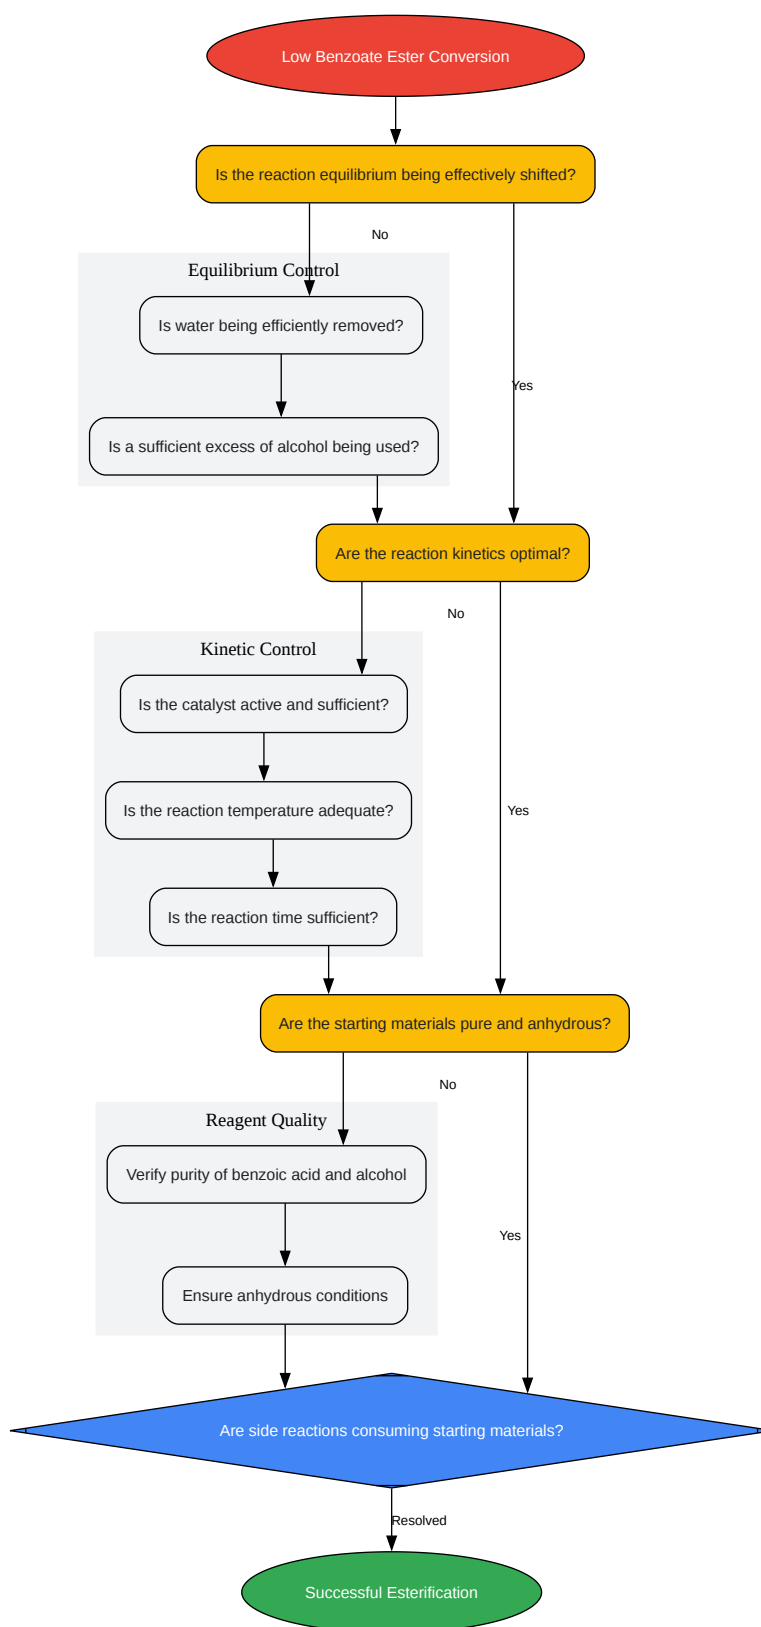 Low Benzoate Ester Conversion
Is the reaction equilibrium being effectively shifted?
No
Equilibrium Control
Is water being efficiently removed?
Yes
Is a sufficient excess of alcohol being used?
Are the reaction kinetics optimal?
No
Kinetic Control
Is the catalyst active and sufficient?
Is the reaction temperature adequate?
Yes
Is the reaction time sufficient?
Are the starting materials pure and anhydrous?
No
Reagent Quality
Verify purity of benzoic acid and alcohol
Yes
Ensure anhydrous conditions
Are side reactions consuming starting materials?
Resolved
Successful Esterification